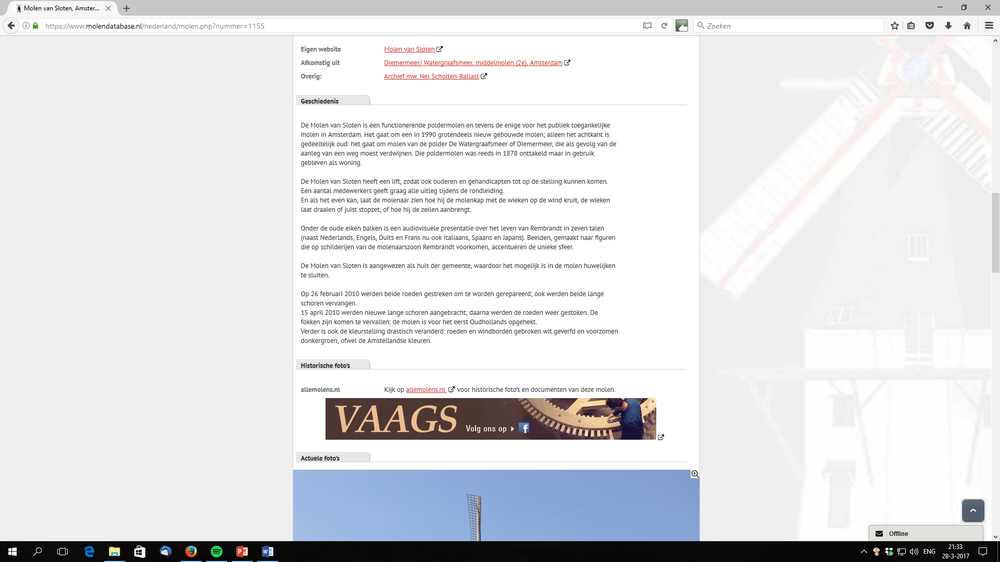 Molen van Sloten, Amster...
https://www.molendatabase.nl/nederland/molen.php?nummer=1155
Zoeken
Eigen website Molen van Sloten
Afkomstig uit Diemermeer/ Watergraafsmeer, middelmolen (2e), Amsterdam
Overig: Archief mw. Nel Scholten-Ballast
Geschiedenis
De Molen van Sloten is een functionerende poldermolen en tevens de enige voor het publiek toegankelijke
molen in Amsterdam. Het gaat om een in 1990 grotendeels nieuw gebouwde molen; alleen het achtkant is
gedeeltelijk oud: het gaat om molen van de polder De Watergraafsmeer of Diemermeer, die als gevolg van de
aanleg van een weg moest verdwijnen. Die poldermolen was reeds in 1878 onttakeld maar in gebruik
gebleven als woning.
De Molen van Sloten heeft een lift, zodat ook ouderen en gehandicapten tot op de stelling kunnen komen.
Een aantal medewerkers geeft graag alle uitleg tijdens de rondleiding.
En als het even kan, laat de molenaar zien hoe hij de molenkap met de wieken op de wind kruit, de wieken
laat draaien of juist stopzet, of hoe hij de zeilen aanbrengt.
Onder de oude eiken balken is een audiovisuele presentatie over het leven van Rembrandt in zeven talen
(naast Nederlands, Engels, Duits en Frans nu ook Italiaans, Spaans en Japans). Beelden, gemaakt naar figuren
die op schilderijen van de molenaarszoon Rembrandt voorkomen, accentueren de unieke sfeer.
De Molen van Sloten is aangewezen als huis der gemeente, waardoor het mogelijk is in de molen huwelijken
te sluiten.
Op 26 februari 2010 werden beide roeden gestreken om te worden gerepareerd; ook werden beide lange
schoren vervangen.
15 april 2010 werden nieuwe lange schoren aangebracht; daarna werden de roeden weer gestoken. De
fokken zijn komen te vervallen: de molen is voor het eerst Oudhollands opgehekt.
Verder is ook de kleurstelling drastisch veranderd: roeden en windborden gebroken wit geverfd en voorzomen
donkergroen, ofwel de Amstellandse kleuren.
Historische foto's
allemolens.nl Kijk op allemolens.nl voor historische foto's en documenten van deze molen.
VAAGS Volg ons op
Actuele foto's
Offline
ENG
21:33
28-3-2017